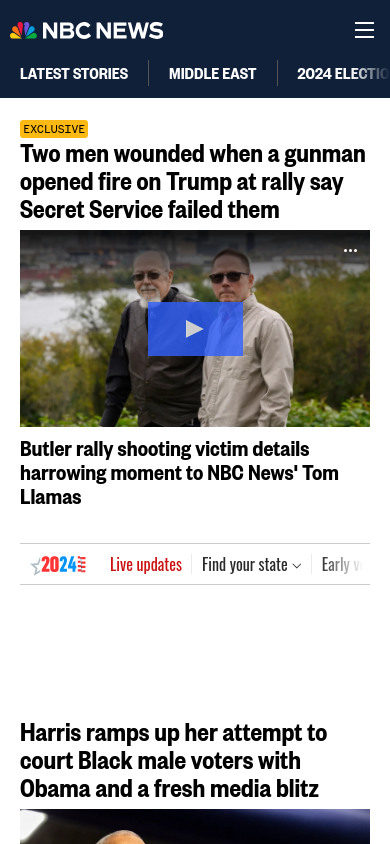 NBC NEWS
LATEST STORIES MIDDLE EAST 2024 ELECTIO
EXCLUSIVE
Two men wounded when a gunman
opened fire on Trump at rally say
Secret Service failed them
Butler rally shooting victim details
harrowing moment to NBC News' Tom
Llamas
2024 Live updates Find your state Early v
Harris ramps up her attempt to
court Black male voters with
Obama and a fresh media blitz